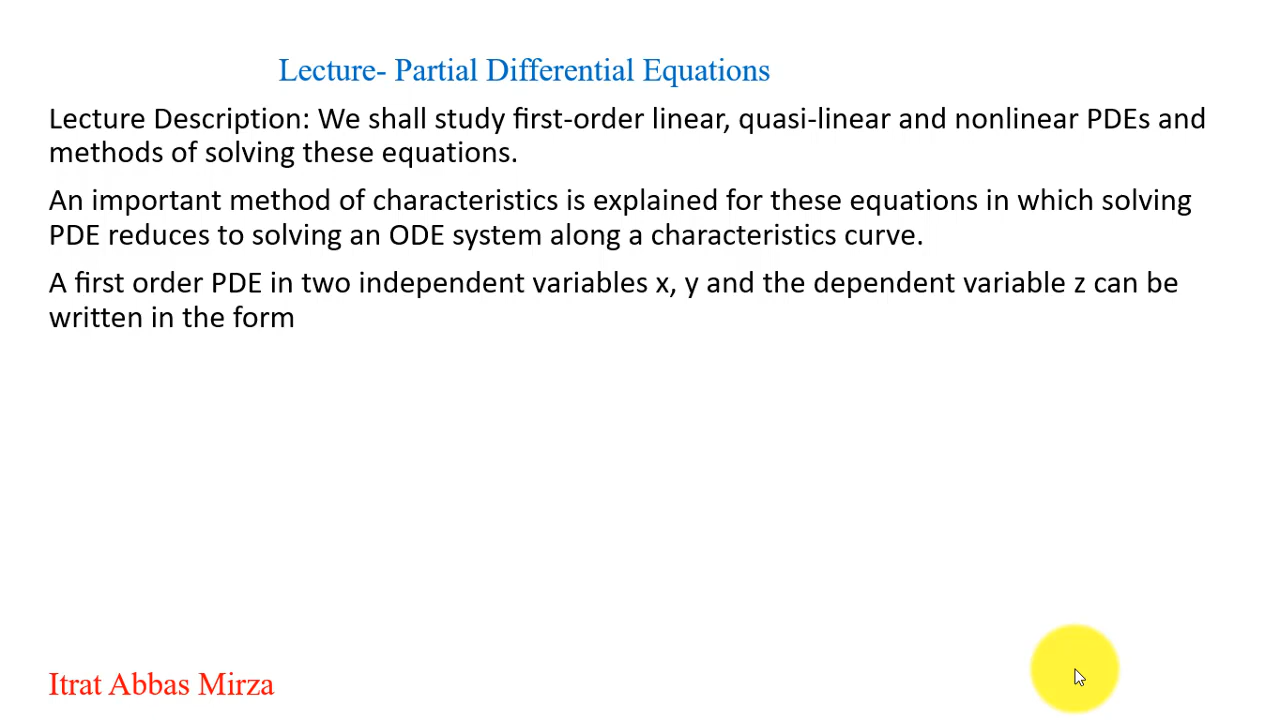 Lecture- Partial Differential Equations
Lecture Description: We shall study first-order linear, quasi-linear and nonlinear PDEs and
methods of solving these equations.
An important method of characteristics is explained for these equations in which solving
PDE reduces to solving an ODE system along a characteristics curve.
A first order PDE in two independent variables x, y and the dependent variable z can be
written in the form
Itrat Abbas Mirza